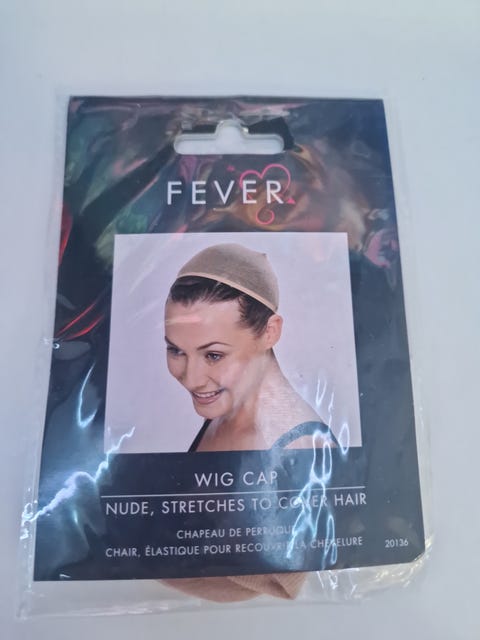 FEVER
WIG CAP
NUDE, STRETCHES TO COVER HAIR
CHAPEAU DE PERRUQUE
CHAIR, ÉLASTIQUE POUR RECOUVRIR LA CHEVELURE
20136